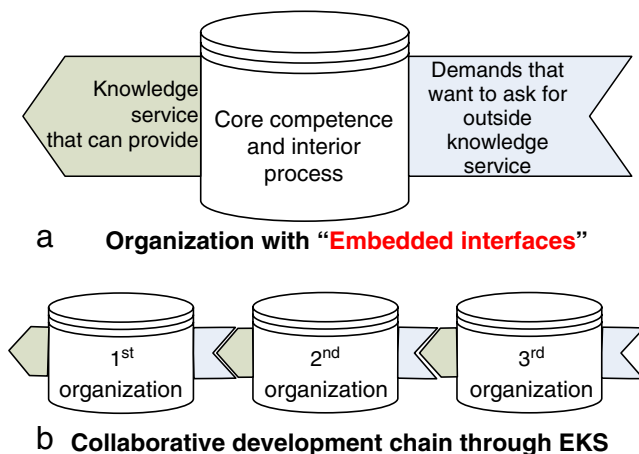 Knowledge
service
that can provide
Core competence
and interior
process
Demands that
want to ask for
outside
knowledge
service
a Organization with “Embedded interfaces”
1st
organization
2nd
organization
3rd
organization
b Collaborative development chain through EKS